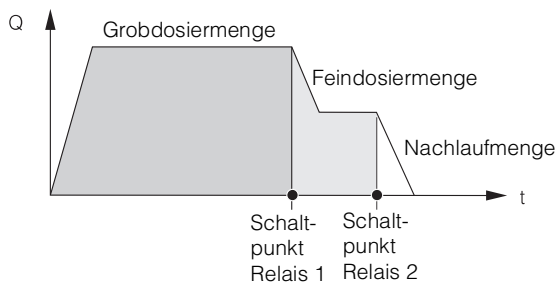 Q
Grobdosiermenge
Feindosiermenge
Nachlaufmenge
t
Schalt-
punkt
Relais 1
Schalt-
punkt
Relais 2